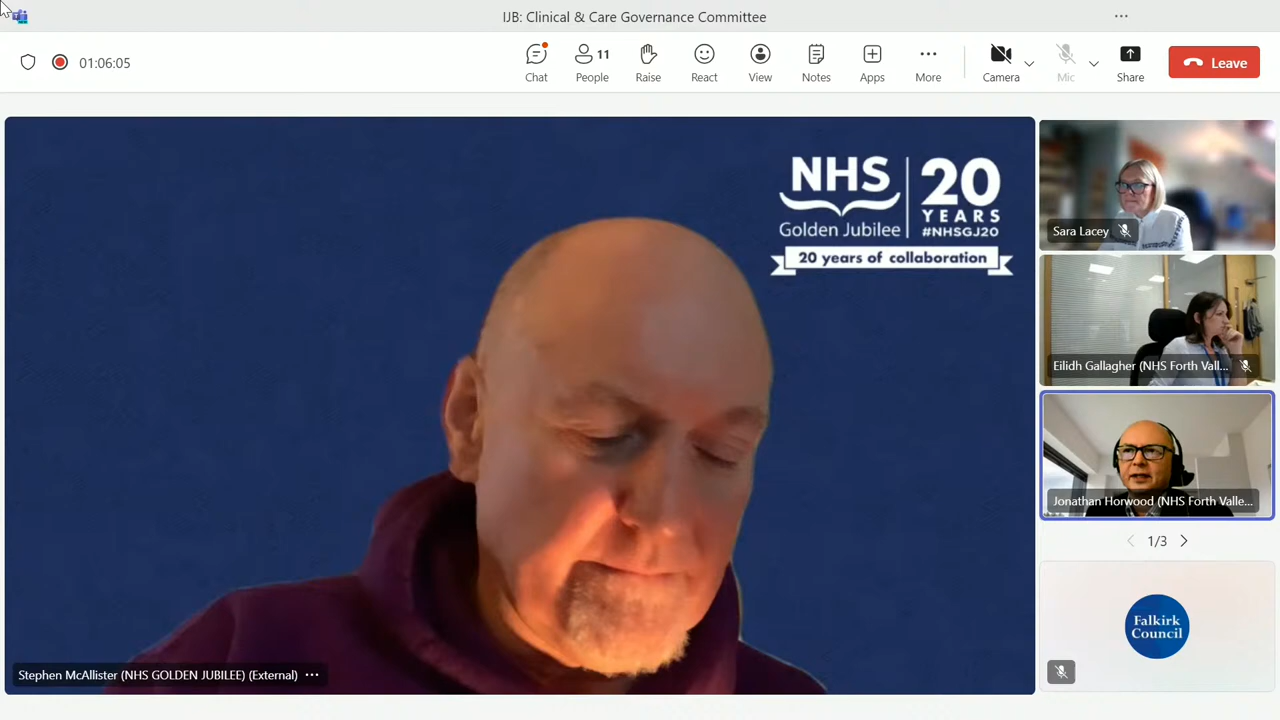 IJB: Clinical & Care Governance Committee
01:06:05
Chat
People
11
Raise
React
View
Notes
Apps
More
Camera
Mic
Share
Leave
NHS
Golden Jubilee
20
YEARS
#NHSGJ20
20 years of collaboration
Stephen McAllister (NHS GOLDEN JUBILEE) (External)
Sara Lacey
Eilidh Gallagher (NHS Forth Vall...
Jonathan Horwood (NHS Forth Valle...
1/3
Falkirk
Council